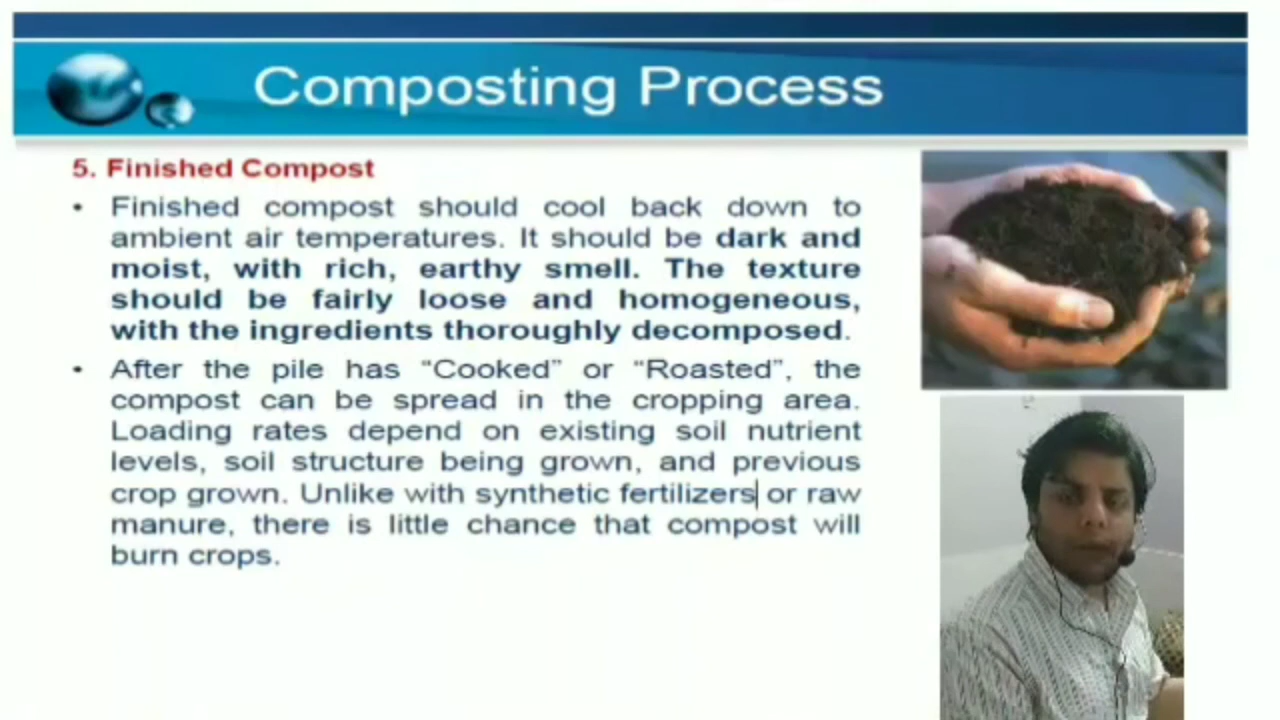 Composting Process
5. Finished Compost
• Finished compost should cool back down to
ambient air temperatures. It should be dark and
moist, with rich, earthy smell. The texture
should be fairly loose and homogeneous,
with the ingredients thoroughly decomposed.
• After the pile has “Cooked” or “Roasted”, the
compost can be spread in the cropping area.
Loading rates depend on existing soil nutrient
levels, soil structure being grown, and previous
crop grown. Unlike with synthetic fertilizers or raw
manure, there is little chance that compost will
burn crops.